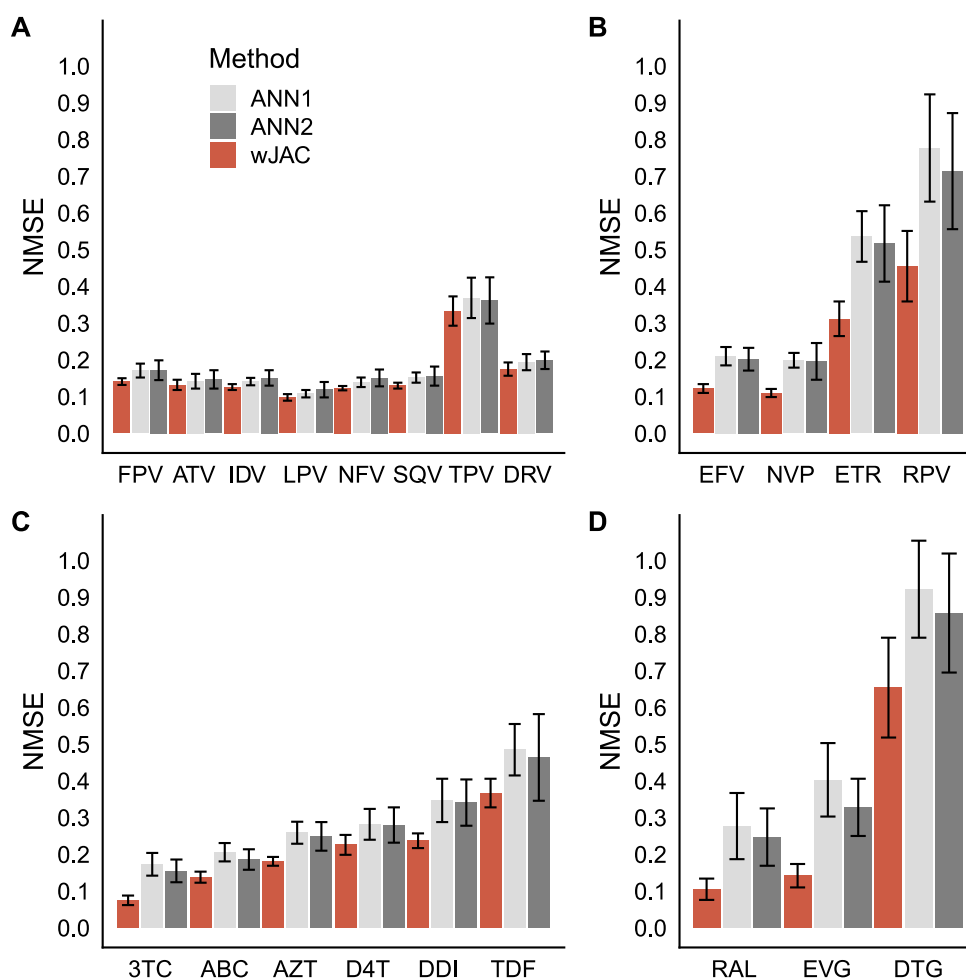 A
Method
ANN1
ANN2
wJAC
NMSE
1.0
0.9
0.8
0.7
0.6
0.5
0.4
0.3
0.2
0.1
0.0
FPV ATV IDV LPV NFV SQV TPV DRV
B
NMSE
1.0
0.9
0.8
0.7
0.6
0.5
0.4
0.3
0.2
0.1
0.0
EFV NVP ETR RPV
C
NMSE
1.0
0.9
0.8
0.7
0.6
0.5
0.4
0.3
0.2
0.1
0.0
3TC ABC AZT D4T DDI TDF
D
NMSE
1.0
0.9
0.8
0.7
0.6
0.5
0.4
0.3
0.2
0.1
0.0
RAL EVG DTG